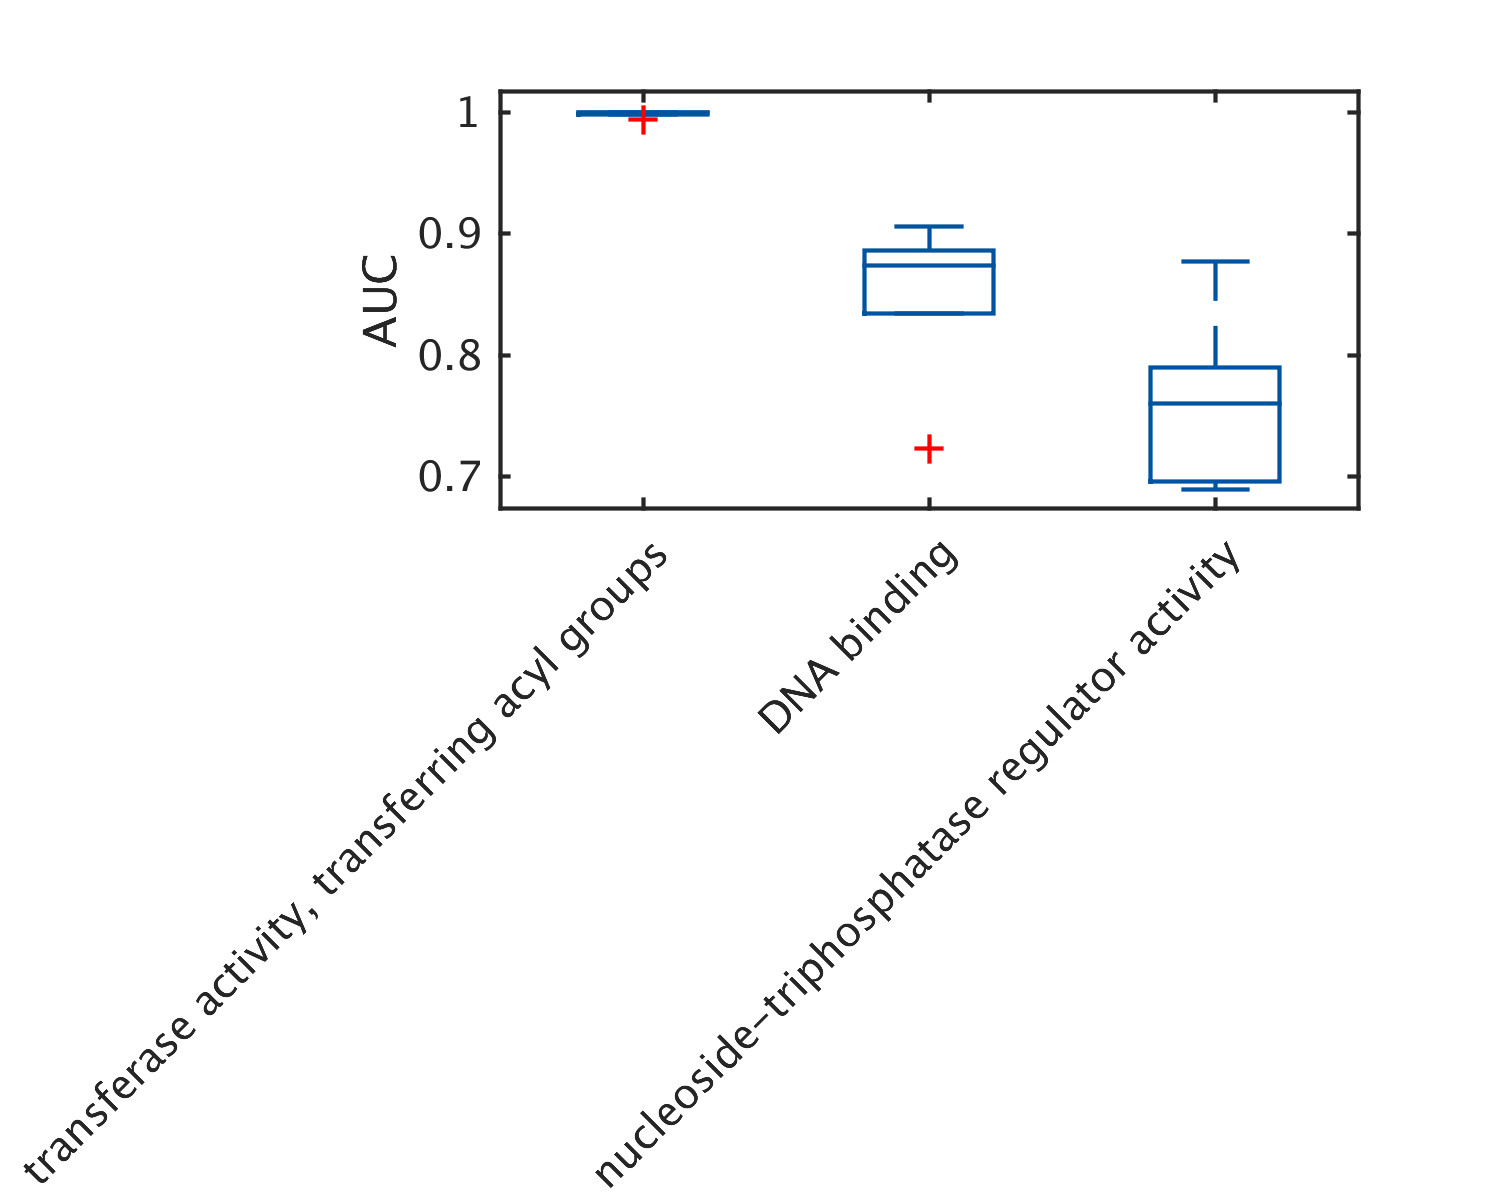 1
0.9
0.8
0.7
AUC
transferase activity, transferring acyl groups
DNA binding
nucleoside−triphosphatase regulator activity